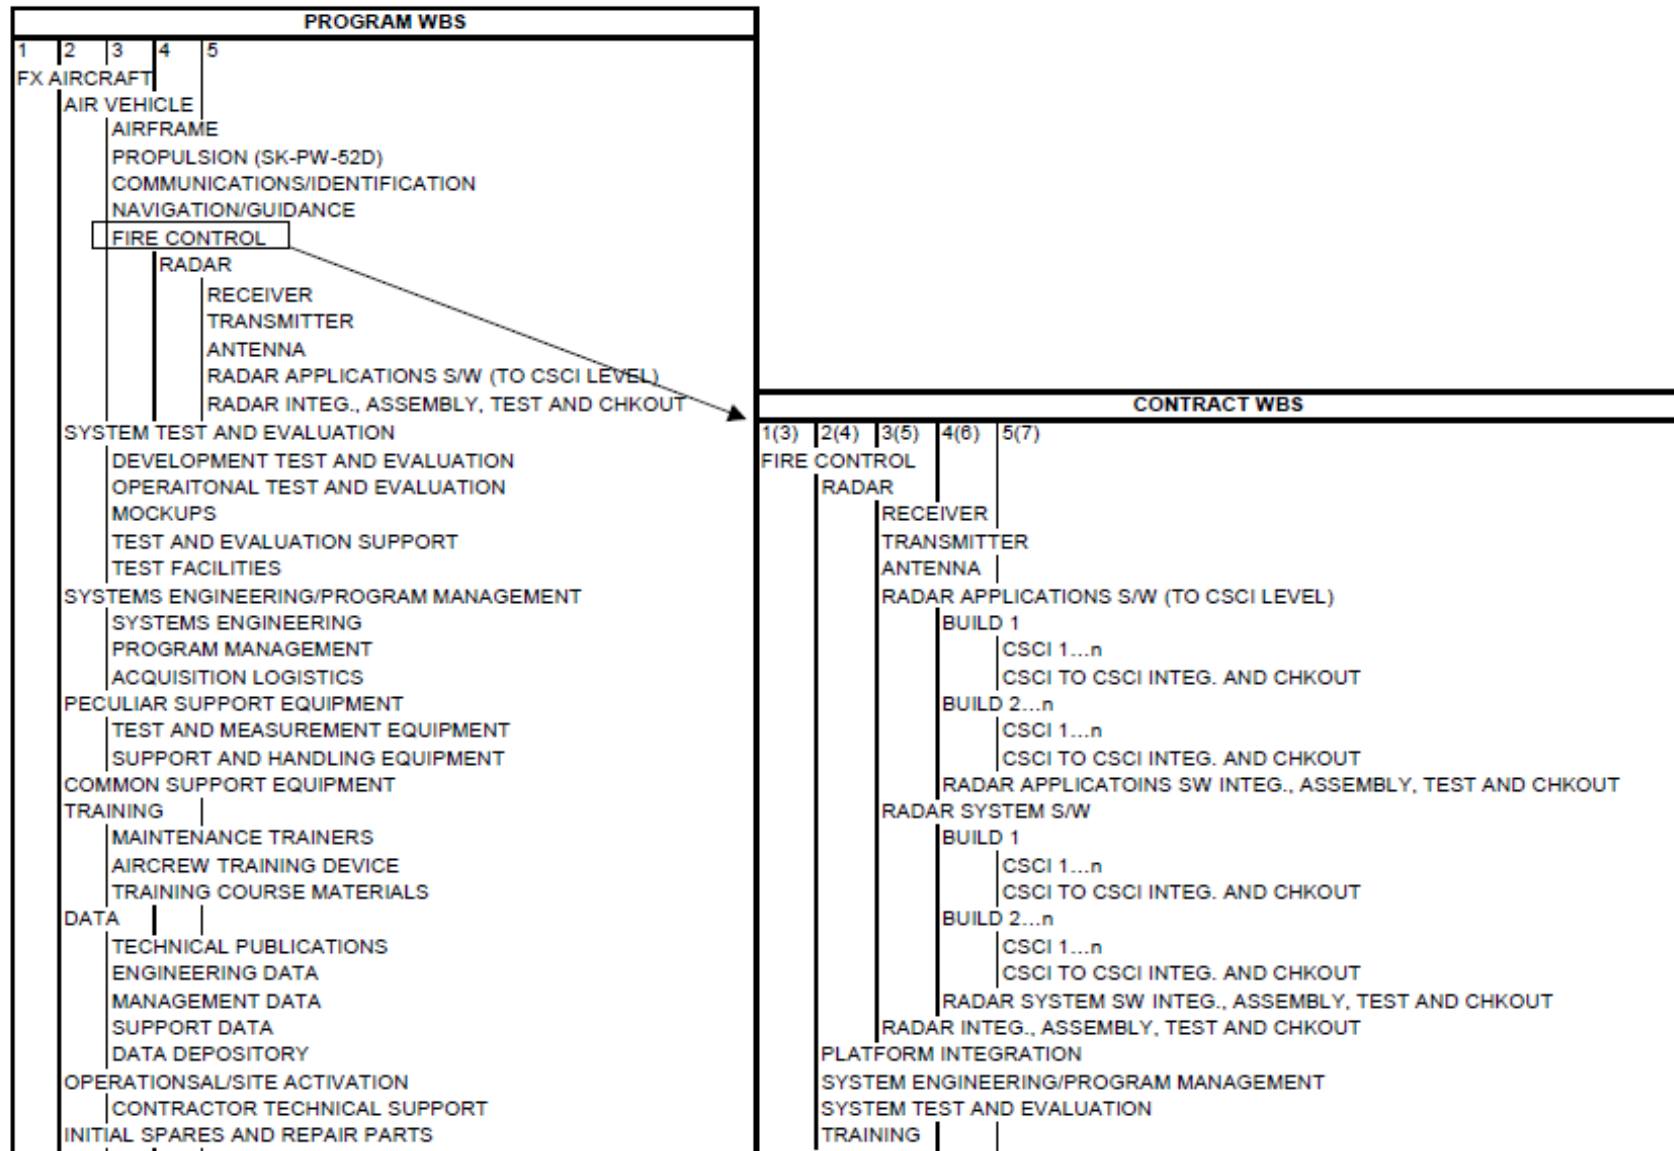 PROGRAM WBS
1 2 3 4 5
FX AIRCRAFT
AIR VEHICLE
AIRFRAME
PROPULSION (SK-PW-52D)
COMMUNICATIONS/IDENTIFICATION
NAVIGATION/GUIDANCE
FIRE CONTROL
RADAR
RECEIVER
TRANSMITTER
ANTENNA
RADAR APPLICATIONS S/W (TO CSCI LEVEL)
RADAR INTEG., ASSEMBLY, TEST AND CHKOUT
SYSTEM TEST AND EVALUATION
DEVELOPMENT TEST AND EVALUATION
OPERAITONAL TEST AND EVALUATION
MOCKUPS
TEST AND EVALUATION SUPPORT
TEST FACILITIES
SYSTEMS ENGINEERING/PROGRAM MANAGEMENT
SYSTEMS ENGINEERING
PROGRAM MANAGEMENT
ACQUISITION LOGISTICS
PECULIAR SUPPORT EQUIPMENT
TEST AND MEASUREMENT EQUIPMENT
SUPPORT AND HANDLING EQUIPMENT
COMMON SUPPORT EQUIPMENT
TRAINING
MAINTENANCE TRAINERS
AIRCREW TRAINING DEVICE
TRAINING COURSE MATERIALS
DATA
TECHNICAL PUBLICATIONS
ENGINEERING DATA
MANAGEMENT DATA
SUPPORT DATA
DATA DEPOSITORY
OPERATIONSAL/SITE ACTIVATION
CONTRACTOR TECHNICAL SUPPORT
INITIAL SPARES AND REPAIR PARTS
CONTRACT WBS
1(3) 2(4) 3(5) 4(6) 5(7)
FIRE CONTROL
RADAR
RECEIVER
TRANSMITTER
ANTENNA
RADAR APPLICATIONS S/W (TO CSCI LEVEL)
BUILD 1
CSCI 1...n
CSCI TO CSCI INTEG. AND CHKOUT
BUILD 2...n
CSCI 1...n
CSCI TO CSCI INTEG. AND CHKOUT
RADAR APPLICATOINS SW INTEG., ASSEMBLY, TEST AND CHKOUT
RADAR SYSTEM S/W
BUILD 1
CSCI 1...n
CSCI TO CSCI INTEG. AND CHKOUT
BUILD 2...n
CSCI 1...n
CSCI TO CSCI INTEG. AND CHKOUT
RADAR SYSTEM SW INTEG., ASSEMBLY, TEST AND CHKOUT
RADAR INTEG., ASSEMBLY, TEST AND CHKOUT
PLATFORM INTEGRATION
SYSTEM ENGINEERING/PROGRAM MANAGEMENT
SYSTEM TEST AND EVALUATION
TRAINING